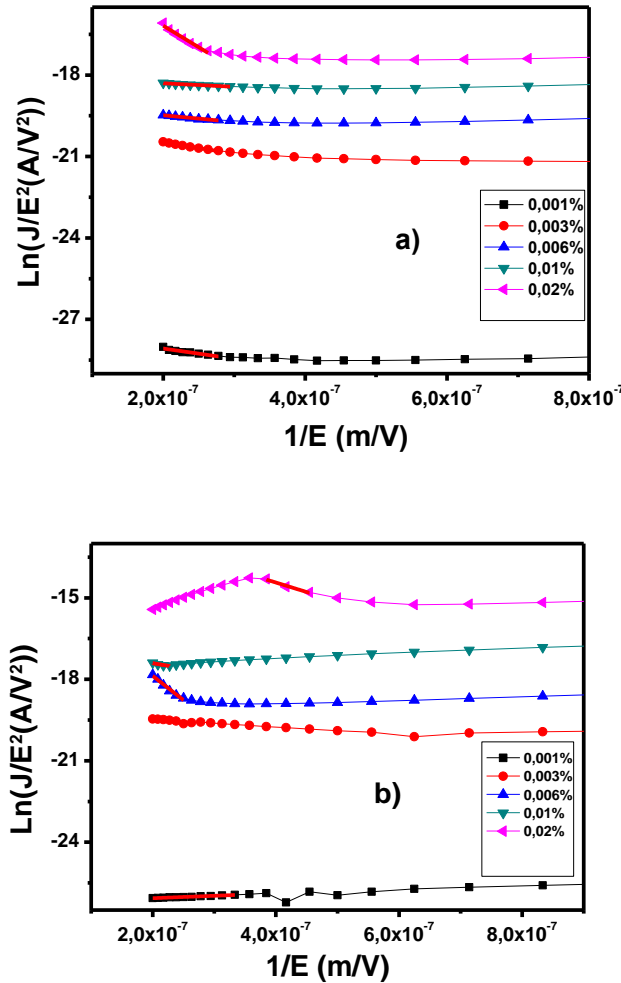 Ln(J/E²(A/V²))
-18
-21
-24
-27
a)
0,001%
0,003%
0,006%
0,01%
0,02%
2,0x10⁻⁷
4,0x10⁻⁷
6,0x10⁻⁷
8,0x10⁻⁷
1/E (m/V)
Ln(J/E²(A/V²))
-15
-18
-21
-24
b)
0,001%
0,003%
0,006%
0,01%
0,02%
2,0x10⁻⁷
4,0x10⁻⁷
6,0x10⁻⁷
8,0x10⁻⁷
1/E (m/V)